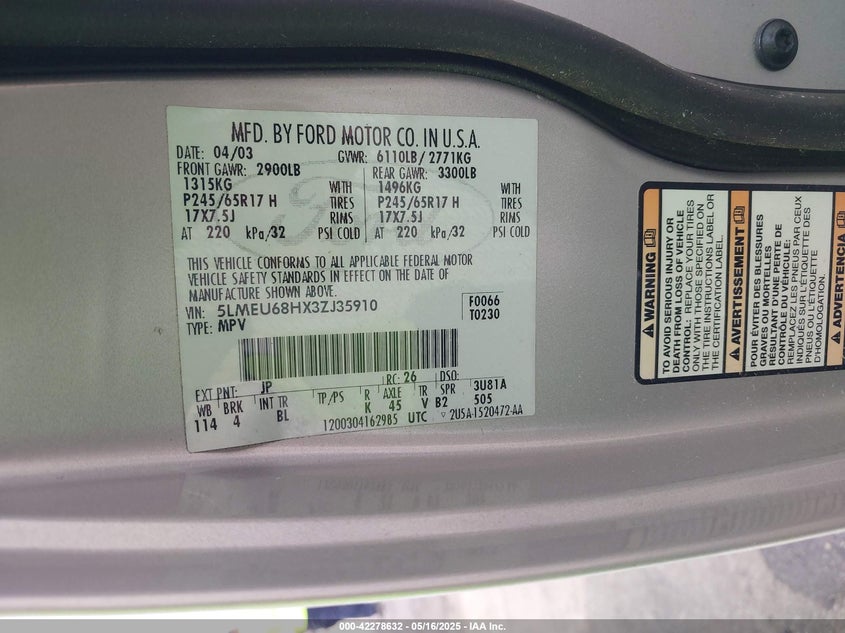 MFD. BY FORD MOTOR CO. IN U.S.A.
DATE: 04/03 GVWR: 6110LB/ 2771KG
FRONT GAWR: 2900LB REAR GAWR: 3300LB
1315KG WITH 1496KG WITH
P245/65R17 H TIRES P245/65R17 H TIRES
17X7.5J RIMS 17X7.5J RIMS
AT 220 kPa/32 PSI COLD AT 220 kPa/32 PSI COLD
THIS VEHICLE CONFORMS TO ALL APPLICABLE FEDERAL MOTOR
VEHICLE SAFETY STANDARDS IN EFFECT ON THE DATE OF
MANUFACTURE SHOWN ABOVE.
VIN: 5LMEU68HX3ZJ35910 F0066
TYPE: MPV T0230
EXT PNT: JP RC: 26 DSO:
WB BRK INT TR TP/PS R AXLE TR SPR 3U81A
114 4 BL K 45 V B2 505
12003041629B5 UTC ▽ 2U5A-1520472-AA
WARNING
TO AVOID SERIOUS INJURY OR
DEATH FROM LOSS OF VEHICLE
CONTROL: REPLACE YOUR TIRES
ONLY WITH THOSE SPECIFIED ON
THE TIRE INSTRUCTIONS LABEL OR
THE CERTIFICATION LABEL.
AVERTISSEMENT
POUR ÉVITER DES BLESSURES
GRAVES OU MORTELLES
RÉSULTANT D'UNE PERTE DE
CONTRÔLE DU VÉHICULE:
REMPLACEZ LES PNEUS PAR CEUX
INDIQUÉS SUR L'ÉTIQUETTE DES
PNEUS OU L'ÉTIQUETTE
D'HOMOLOGATION.
ADVERTENCIA
000-42278632 - 05/16/2025 - IAA Inc.